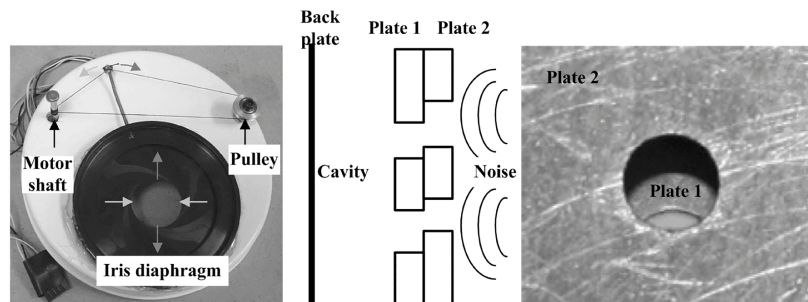 Motor
shaft
Pulley
Iris diaphragm
Back
plate
Plate 1
Plate 2
Cavity
Noise
Plate 2
Plate 1